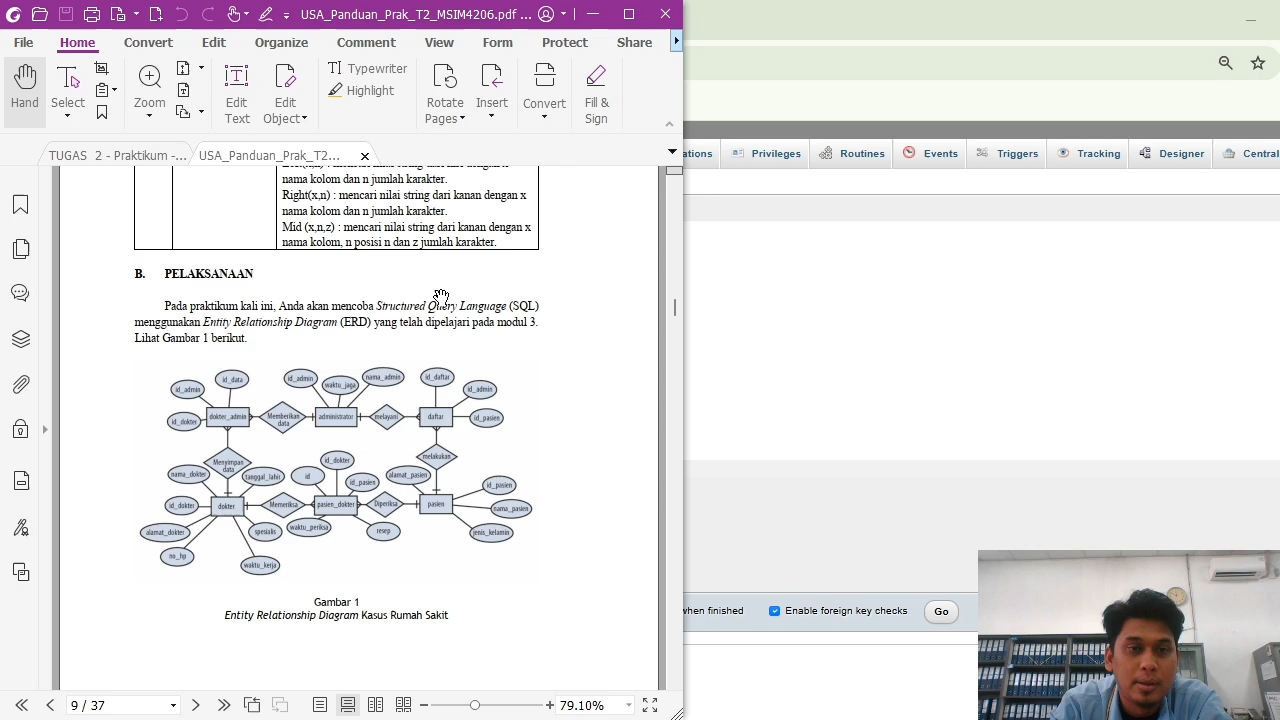 USA_Panduan_Prak_T2_MSIM4206.pdf ...
File Home Convert Edit Organize Comment View Form Protect Share
Hand
Select
Zoom
Edit Text
Edit Object
Typewriter
Highlight
Rotate Pages
Insert
Convert
Fill & Sign
TUGAS 2 - Praktikum -... USA_Panduan_Prak_T2...
nama kolom dan n jumlah karakter.
Right(x,n) : mencari nilai string dari kanan dengan x
nama kolom dan n jumlah karakter.
Mid (x,n,z) : mencari nilai string dari kanan dengan x
nama kolom, n posisi n dan z jumlah karakter.
B. PELAKSANAAN
Pada praktikum kali ini, Anda akan mencoba Structured Query Language (SQL)
menggunakan Entity Relationship Diagram (ERD) yang telah dipelajari pada modul 3.
Lihat Gambar 1 berikut.
id_admin id_data id_admin waktu_jaga nama_admin id_daftar id_admin
id_dokter dokter_admin Memberikan data administrator melayani daftar id_pasien
Menyimpan data melakukan
nama_dokter tanggal_lahir id id_dokter id_pasien alamat_pasien id_pasien
id_dokter dokter Memeriksa pasien_dokter Diperiksa pasien nama_pasien
alamat_dokter spesialis waktu_periksa resep jenis_kelamin
no_hp waktu_kerja
Gambar 1
Entity Relationship Diagram Kasus Rumah Sakit
9 / 37
79.10%
ations Privileges Routines Events Triggers Tracking Designer Central
when finished Enable foreign key checks Go